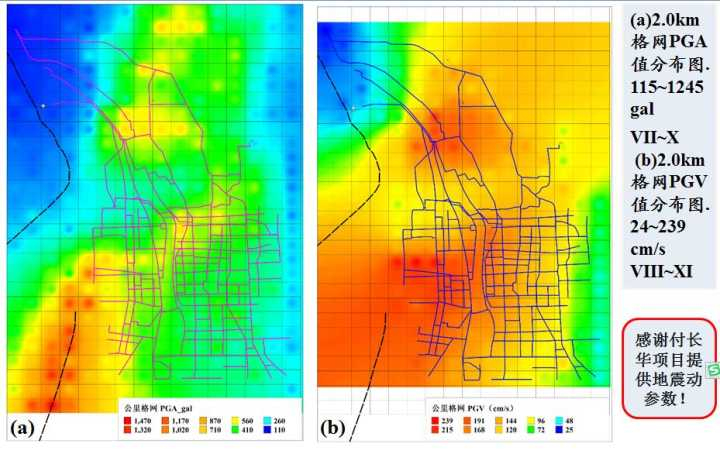 (a)2.0km
格网PGA
值分布图.
115~1245
gal
VII~X
(b)2.0km
格网PGV
值分布图.
24~239
cm/s
VIII~XI
感谢付长
华项目提
供地震动
参数！
(a)
公里格网 PGA_gal
1,470 1,170 870 560 260
1,320 1,020 710 410 110
(b)
公里格网 PGV（cm/s）
239 191 144 96 48
215 168 120 72 25
S